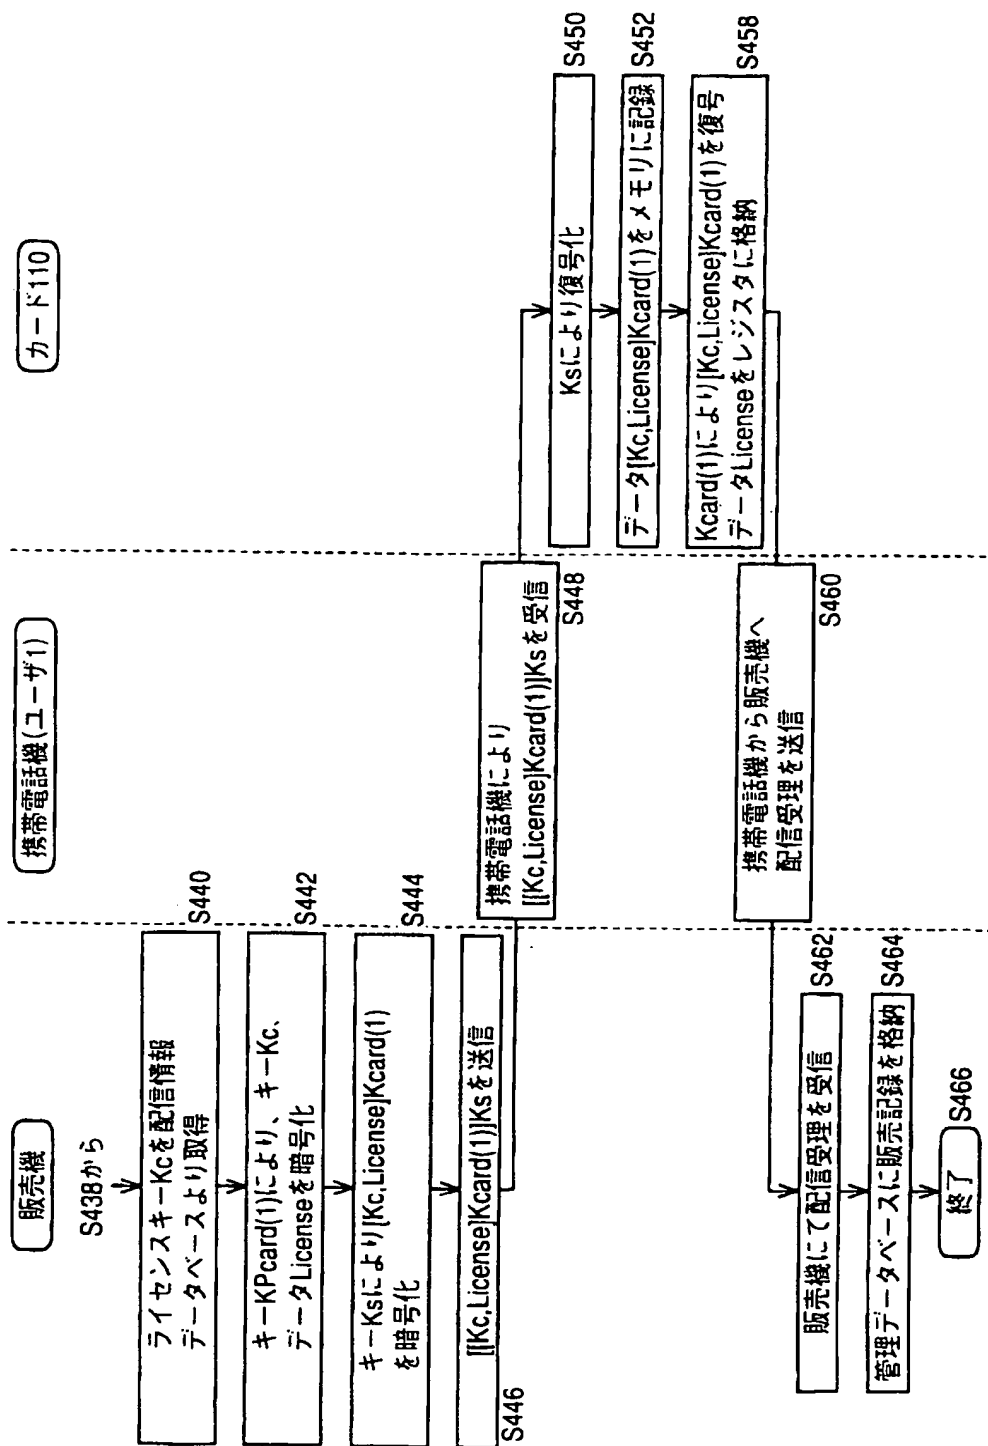 販売機
携帯電話機(ユーザ1)
カード110
S438から
ライセンスキーKcを配信情報
データベースより取得
S440
キーKPcard(1)により、キーKc、
データLicenseを暗号化
S442
キーKsにより[Kc,License]Kcard(1)
を暗号化
S444
[[Kc,License]Kcard(1)]Ksを送信
S446
携帯電話機により
[[Kc,License]Kcard(1)]Ksを受信
S448
Ksにより復号化
S450
データ[Kc,License]Kcard(1)をメモリに記録
S452
Kcard(1)により[Kc,License]Kcard(1)を復号
データLicenseをレジスタに格納
S458
携帯電話機から販売機へ
配信受理を送信
S460
販売機にて配信受理を受信
S462
管理データベースに販売記録を格納
S464
終了
S466